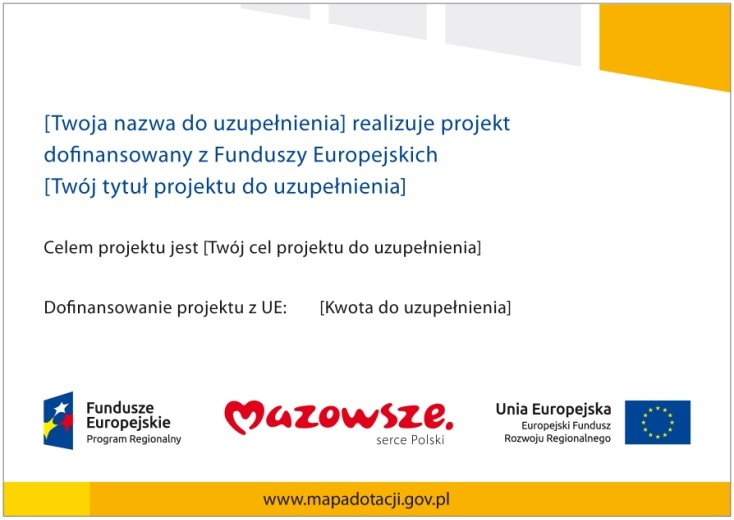 [Twoja nazwa do uzupełnienia] realizuje projekt
dofinansowany z Funduszy Europejskich
[Twój tytuł projektu do uzupełnienia]
Celem projektu jest [Twój cel projektu do uzupełnienia]
Dofinansowanie projektu z UE: [Kwota do uzupełnienia]
Fundusze
Europejskie
Program Regionalny
Mazowsze.
serce Polski
Unia Europejska
Europejski Fundusz
Rozwoju Regionalnego
www.mapadotacji.gov.pl